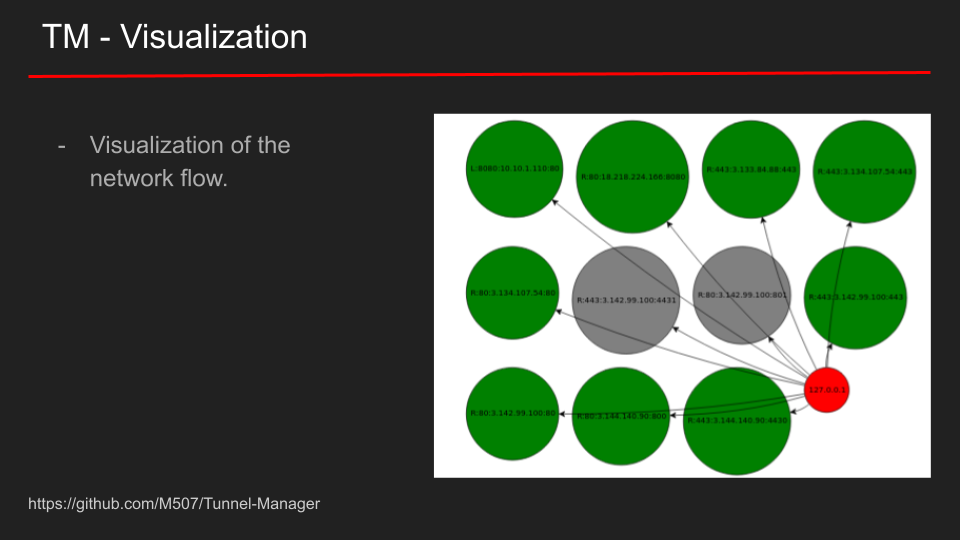 TM - Visualization
- Visualization of the
network flow.
L:8080:10.10.1.110:80
R:80:18.218.224.106:8080
R:443:3.133.84.88:443
R:443:3.134.107.54:443
R:80:3.134.107.54:80
R:443:3.142.99.100:4431
R:80:3.142.99.100:801
R:443:3.142.99.100:443
127.0.0.1
R:80:3.142.99.100:80
R:80:3.144.140.90:800
R:443:3.144.140.90:4430
https://github.com/M507/Tunnel-Manager